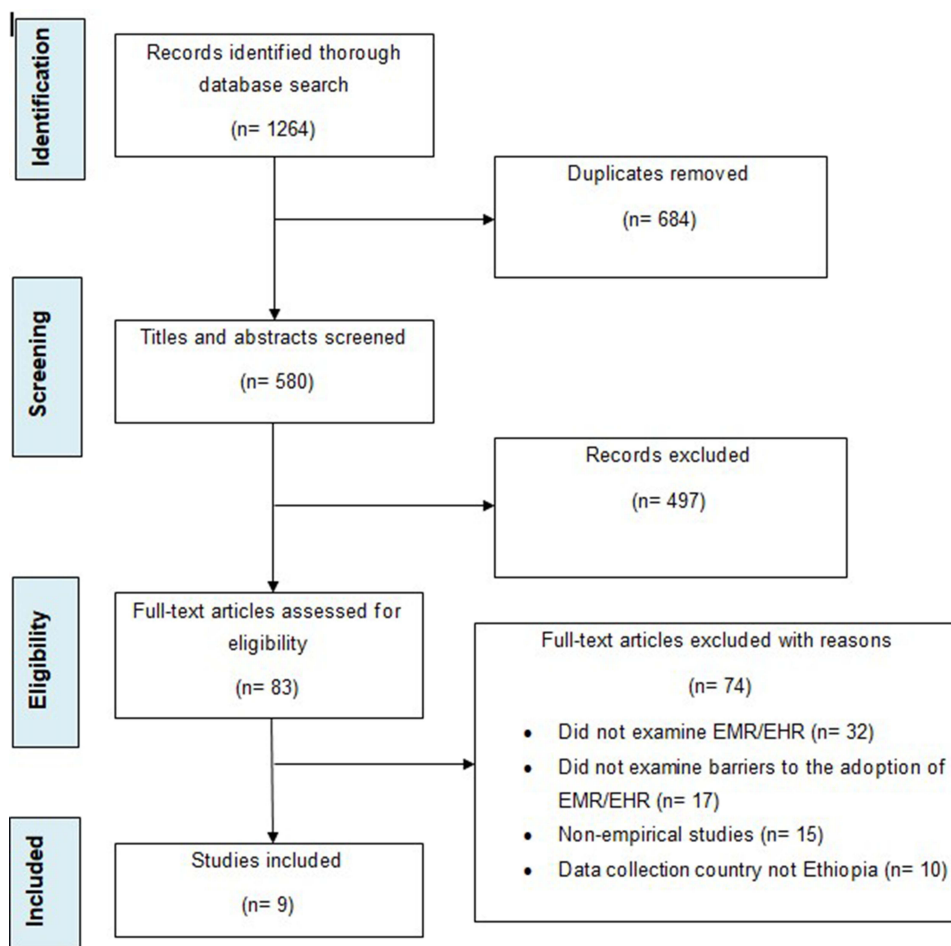 Identification
Records identified thorough
database search
(n= 1264)
Duplicates removed
(n= 684)
Screening
Titles and abstracts screened
(n= 580)
Records excluded
(n= 497)
Eligibility
Full-text articles assessed for
eligibility
(n= 83)
Full-text articles excluded with reasons
(n= 74)
• Did not examine EMR/EHR (n= 32)
• Did not examine barriers to the adoption of
EMR/EHR (n= 17)
• Non-empirical studies (n= 15)
• Data collection country not Ethiopia (n= 10)
Included
Studies included
(n= 9)